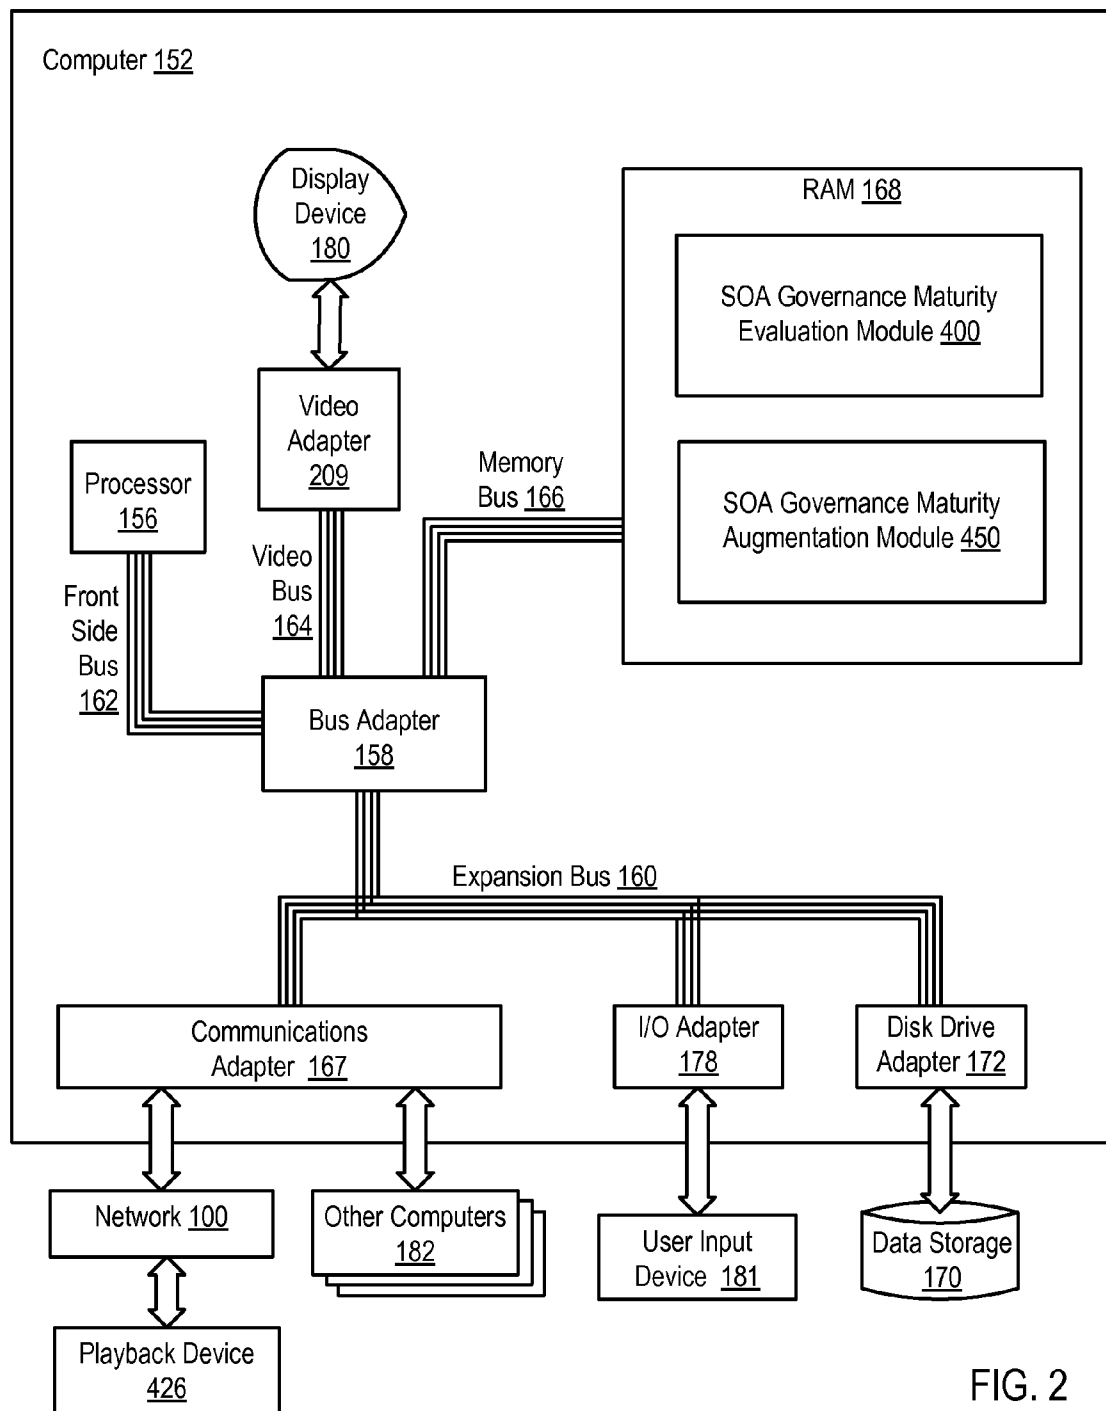 Computer 152
Display
Device
180
RAM 168
SOA Governance Maturity
Evaluation Module 400
Video
Adapter
209
Processor
156
Memory
Bus 166
SOA Governance Maturity
Augmentation Module 450
Video
Bus
164
Front
Side
Bus
162
Bus Adapter
158
Expansion Bus 160
Communications
Adapter 167
I/O Adapter
178
Disk Drive
Adapter 172
Network 100
Other Computers
182
User Input
Device 181
Data Storage
170
Playback Device
426
FIG. 2